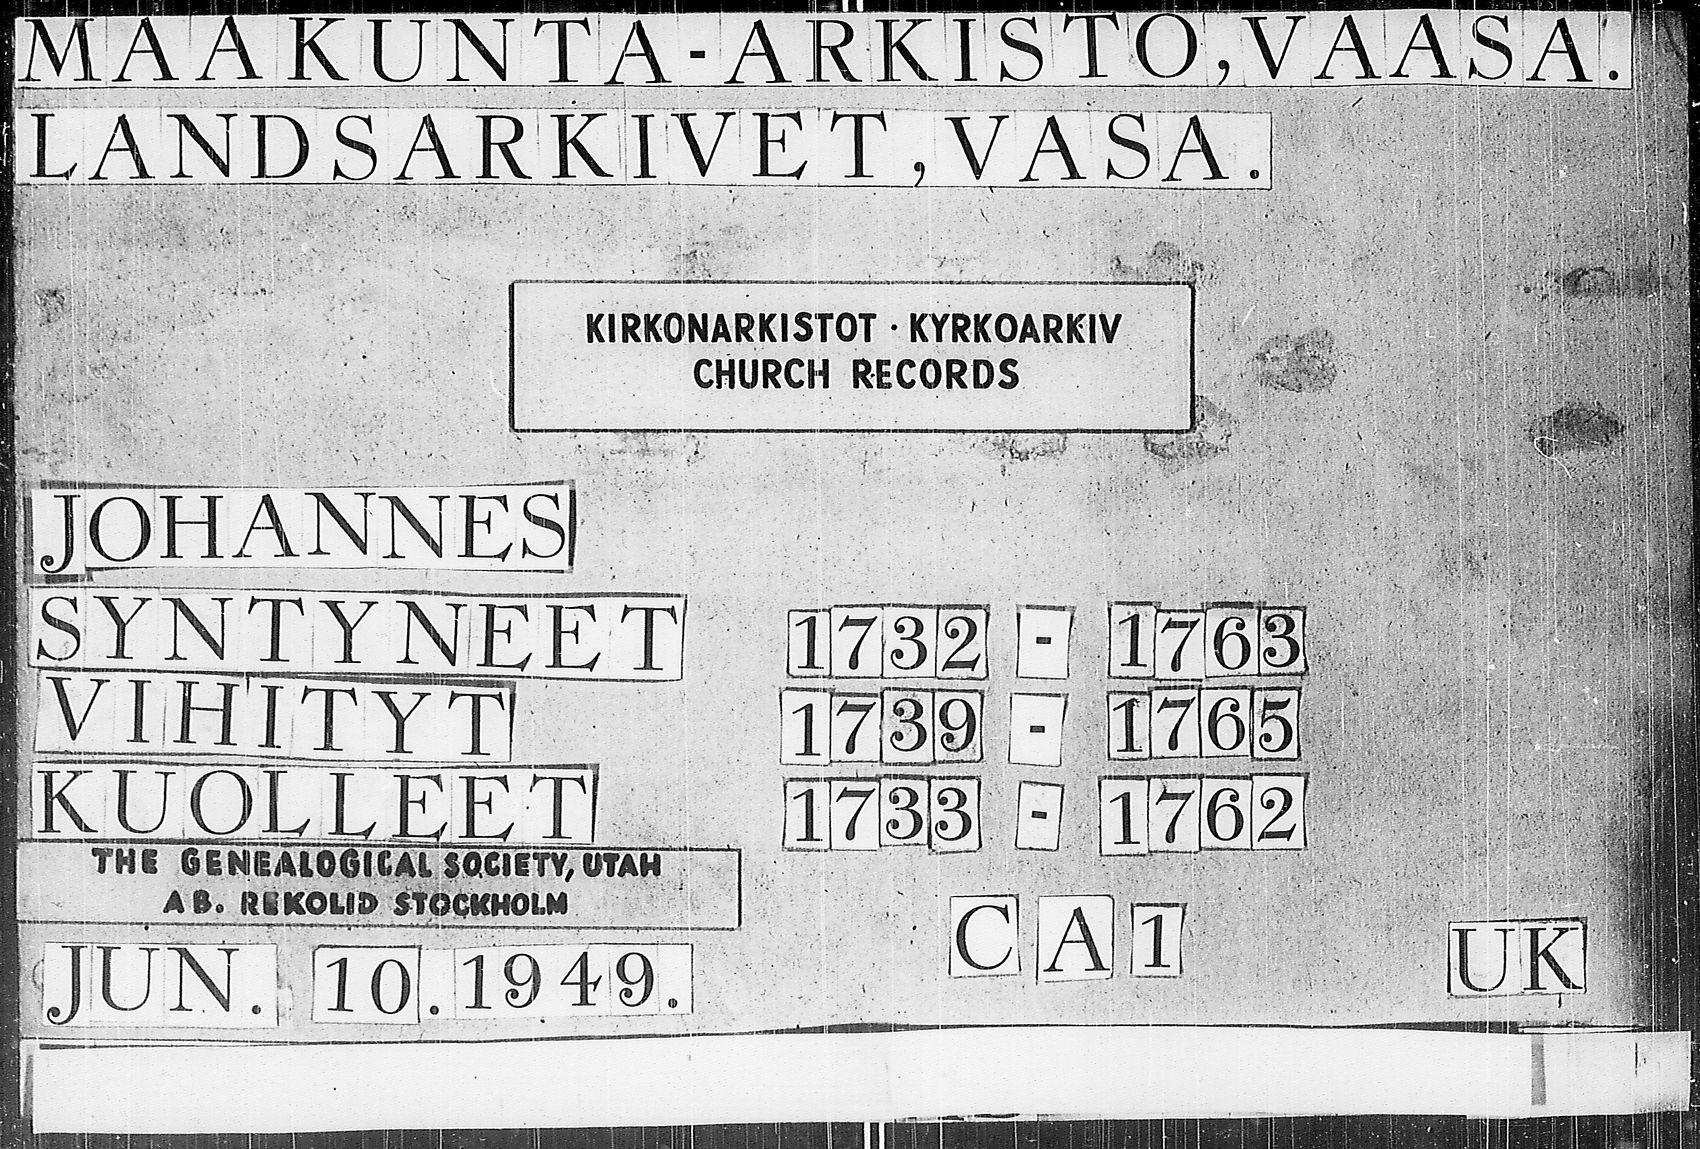 MAAKUNTA-ARKISTO, VAASA.
LANDSARKIVET, VASA.
KIRKONARKISTOT · KYRKOARKIV
CHURCH RECORDS
JOHANNES
SYNTYNEET 1732 - 1763
VIHITYT 1739 - 1765
KUOLLEET 1733 - 1762
THE GENEALOGICAL SOCIETY, UTAH
AB. REKOLID STOCKHOLM
CA1
UK
JUN. 10. 1949.